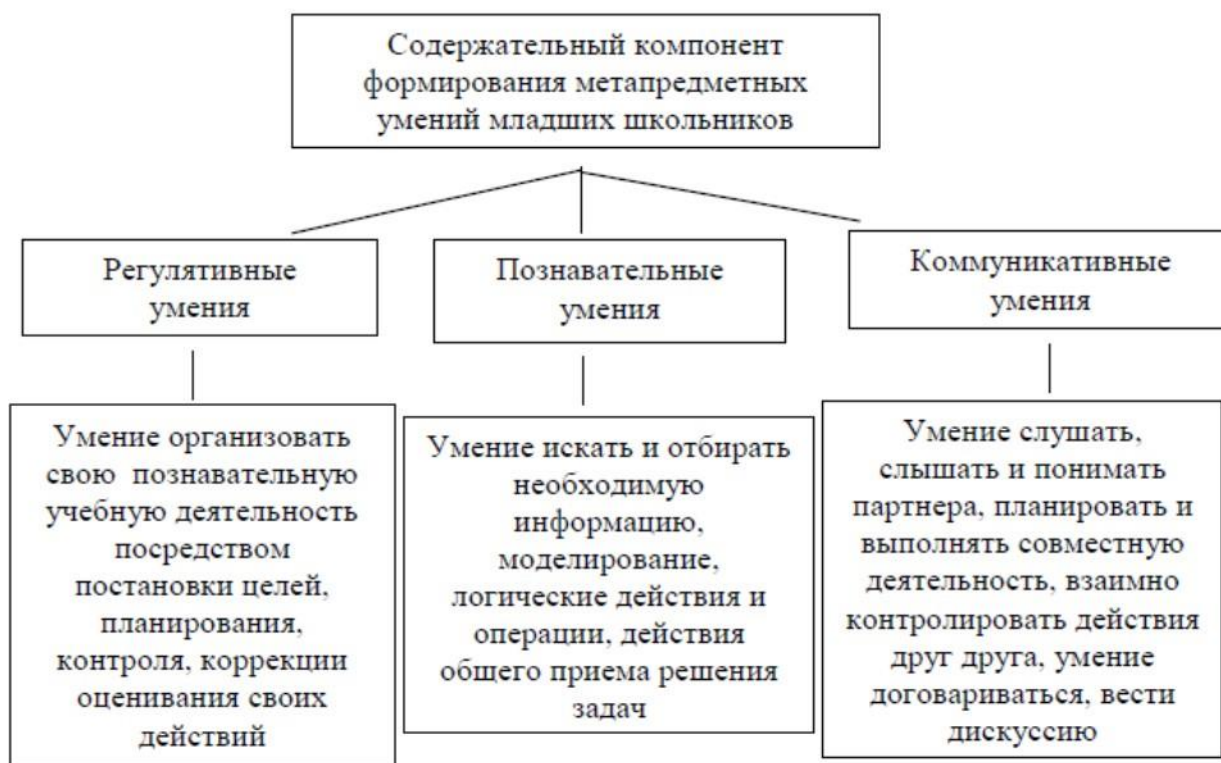 Содержательный компонент
формирования метапредметных
умений младших школьников
Регулятивные
умения
Познавательные
умения
Коммуникативные
умения
Умение организовать
свою познавательную
учебную деятельность
посредством
постановки целей,
планирования,
контроля, коррекции
оценивания своих
действий
Умение искать и отбирать
необходимую
информацию,
моделирование,
логические действия и
операции, действия
общего приема решения
задач
Умение слушать,
слышать и понимать
партнера, планировать и
выполнять совместную
деятельность, взаимно
контролировать действия
друг друга, умение
договариваться, вести
дискуссию